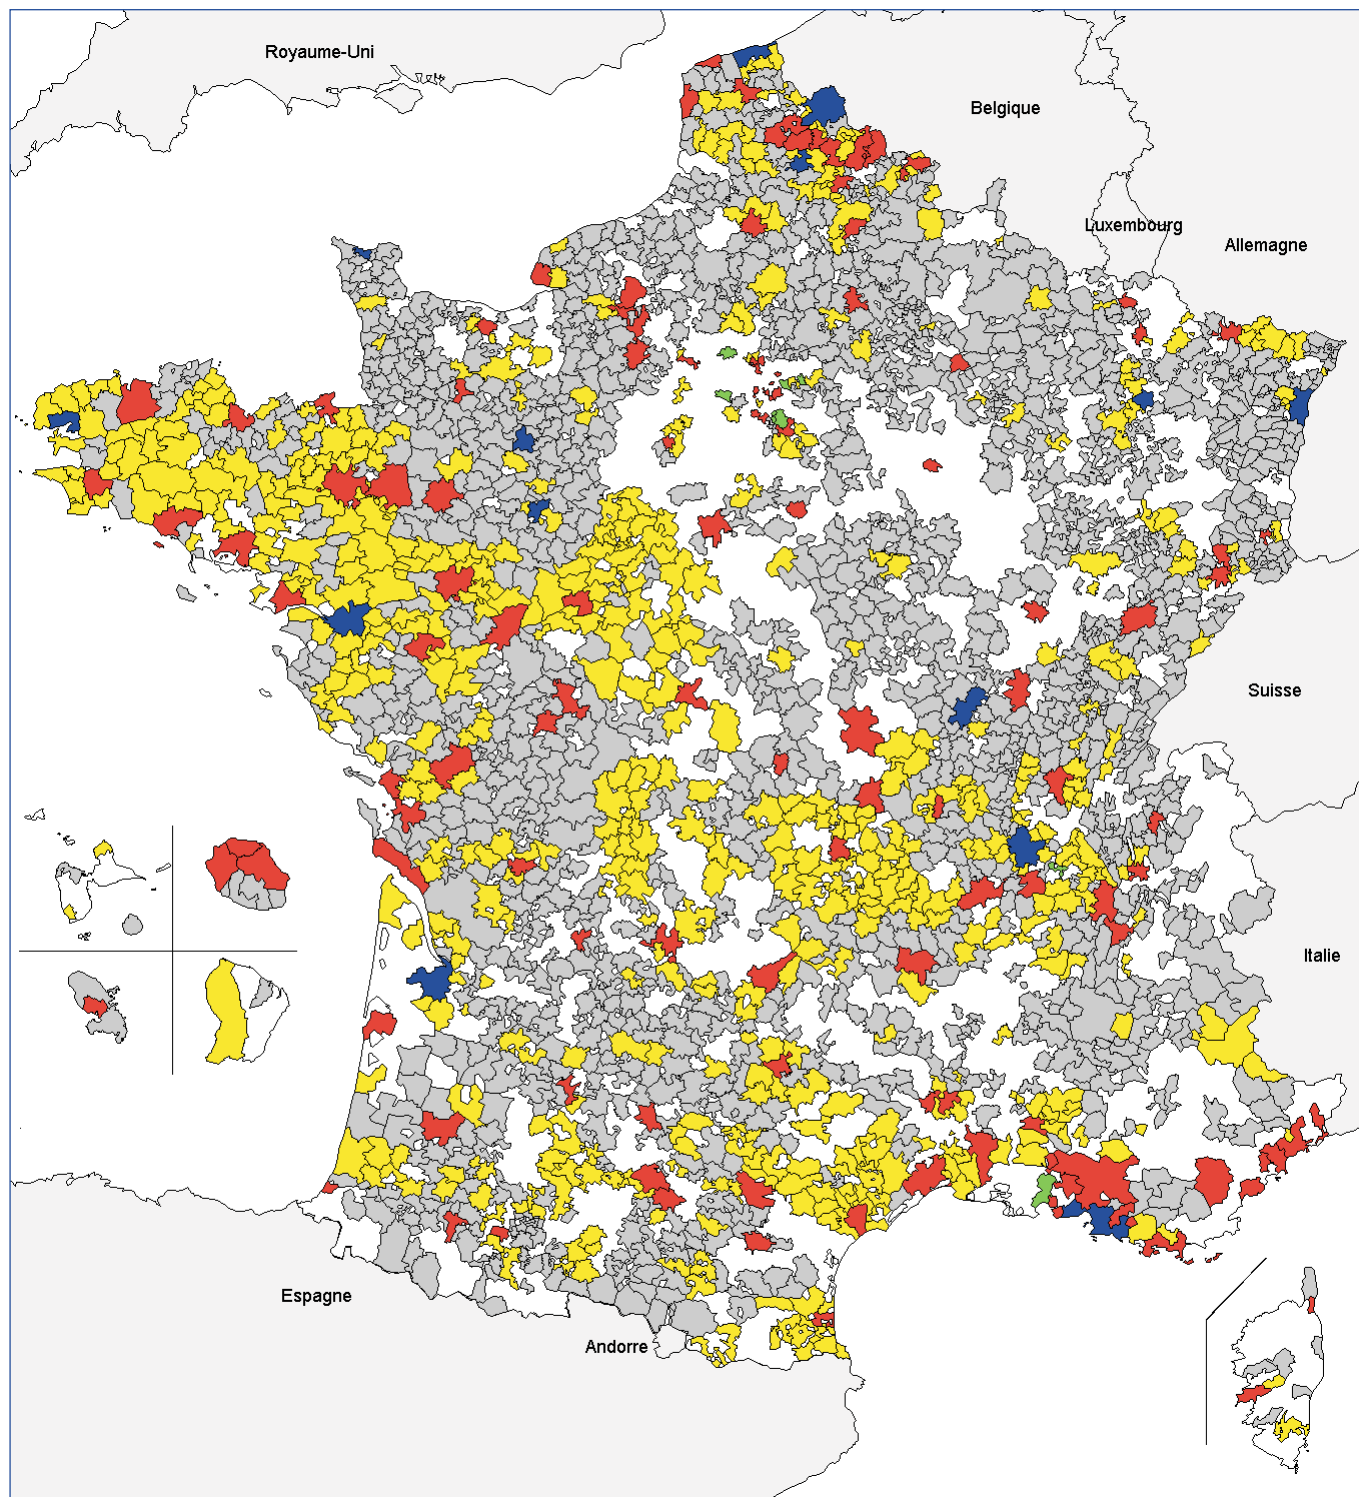 Royaume-Uni
Belgique
Luxembourg
Allemagne
Suisse
Italie
Espagne
Andorre